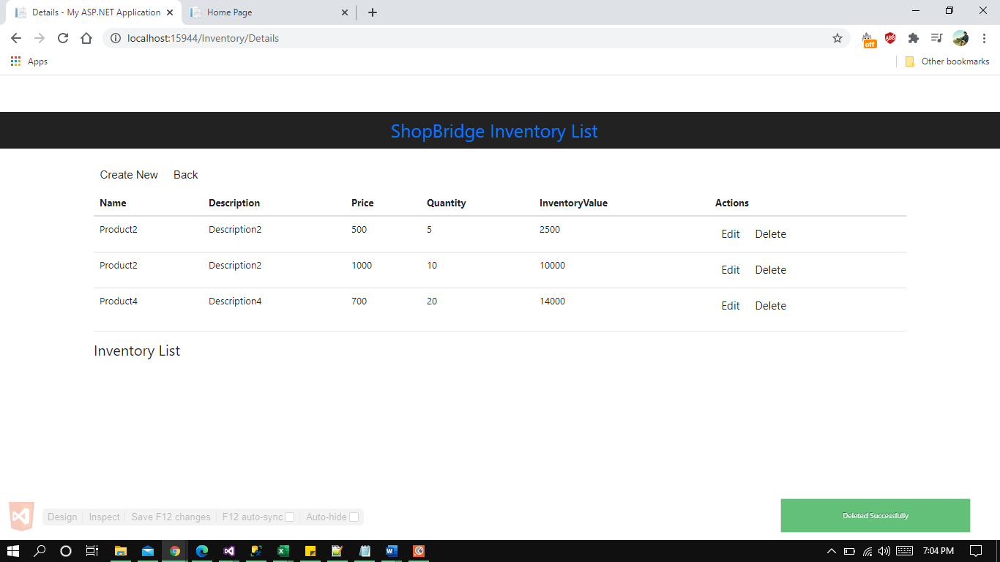 Details - My ASP.NET Application Home Page
localhost:15944/Inventory/Details
off ABP
Apps Other bookmarks
ShopBridge Inventory List
Create New Back
Name Description Price Quantity InventoryValue Actions
Product2 Description2 500 5 2500 Edit Delete
Product2 Description2 1000 10 10000 Edit Delete
Product4 Description4 700 20 14000 Edit Delete
Inventory List
Design Inspect Save F12 changes F12 auto-sync Auto-hide
Deleted Successfully
7:04 PM